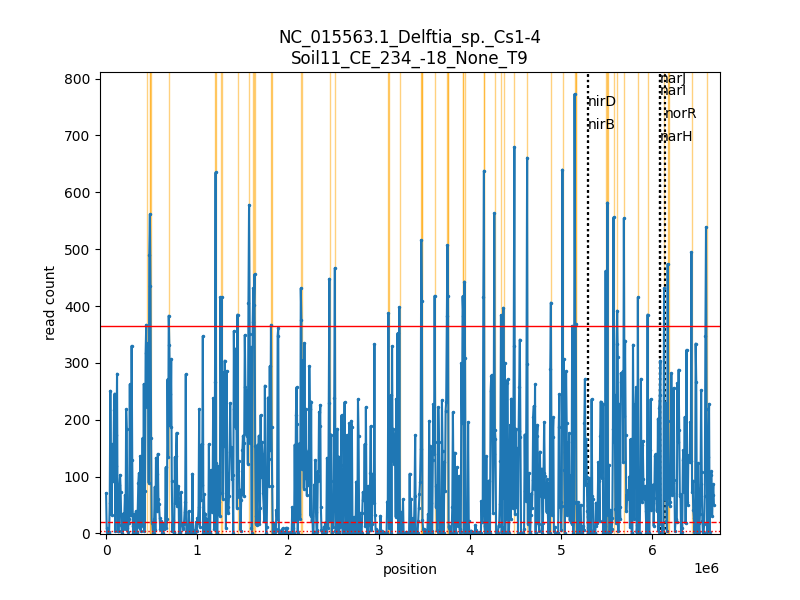 NC_015563.1_Delftia_sp._Cs1-4
Soil11_CE_234_-18_None_T9
800
700
600
500
400
300
200
100
0
read count
narJ
narI
nirD
norR
nirB
narH
0
1
2
3
4
5
6
1e6
position